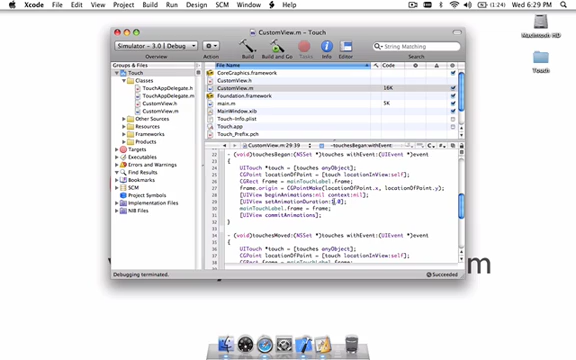 Xcode File Edit View Project Build Run Design SCM Window Help (1:24) Wed 6:29 PM
Macintosh HD
Touch
CustomView.m - Touch
Simulator - 3.0 | Debug
String Matching
Overview Action Build Build and Go Tasks Info Editor Search
Groups & Files
Touch
Classes
TouchAppDelegate.h
TouchAppDelegate.m
CustomView.h
CustomView.m
Other Sources
Resources
Frameworks
Products
Targets
Executables
Errors and Warnings
Find Results
Bookmarks
SCM
Project Symbols
Implementation Files
NIB Files
File Name Code
CoreGraphics.framework
CustomView.h
CustomView.m 16K
Foundation.framework
main.m 5K
MainWindow.xib
Touch-Info.plist
Touch.app
Touch_Prefix.pch
CustomView.m:29:39 -touchesBegan:withEvent:
- (void)touchesBegan:(NSSet *)touches withEvent:(UIEvent *)event
{
UITouch *touch = [touches anyObject];
CGPoint locationOfPoint = [touch locationInView:self];
CGRect frame = mainTouchLabel.frame;
frame.origin = CGPointMake(locationOfPoint.x, locationOfPoint.y);
[UIView beginAnimations:nil context:nil];
[UIView setAnimationDuration:1.0];
mainTouchLabel.frame = frame;
[UIView commitAnimations];
}
- (void)touchesMoved:(NSSet *)touches withEvent:(UIEvent *)event
{
UITouch *touch = [touches anyObject];
CGPoint locationOfPoint = [touch locationInView:self];
CGRect frame = mainTouchLabel.frame;
Debugging terminated. Succeeded
m